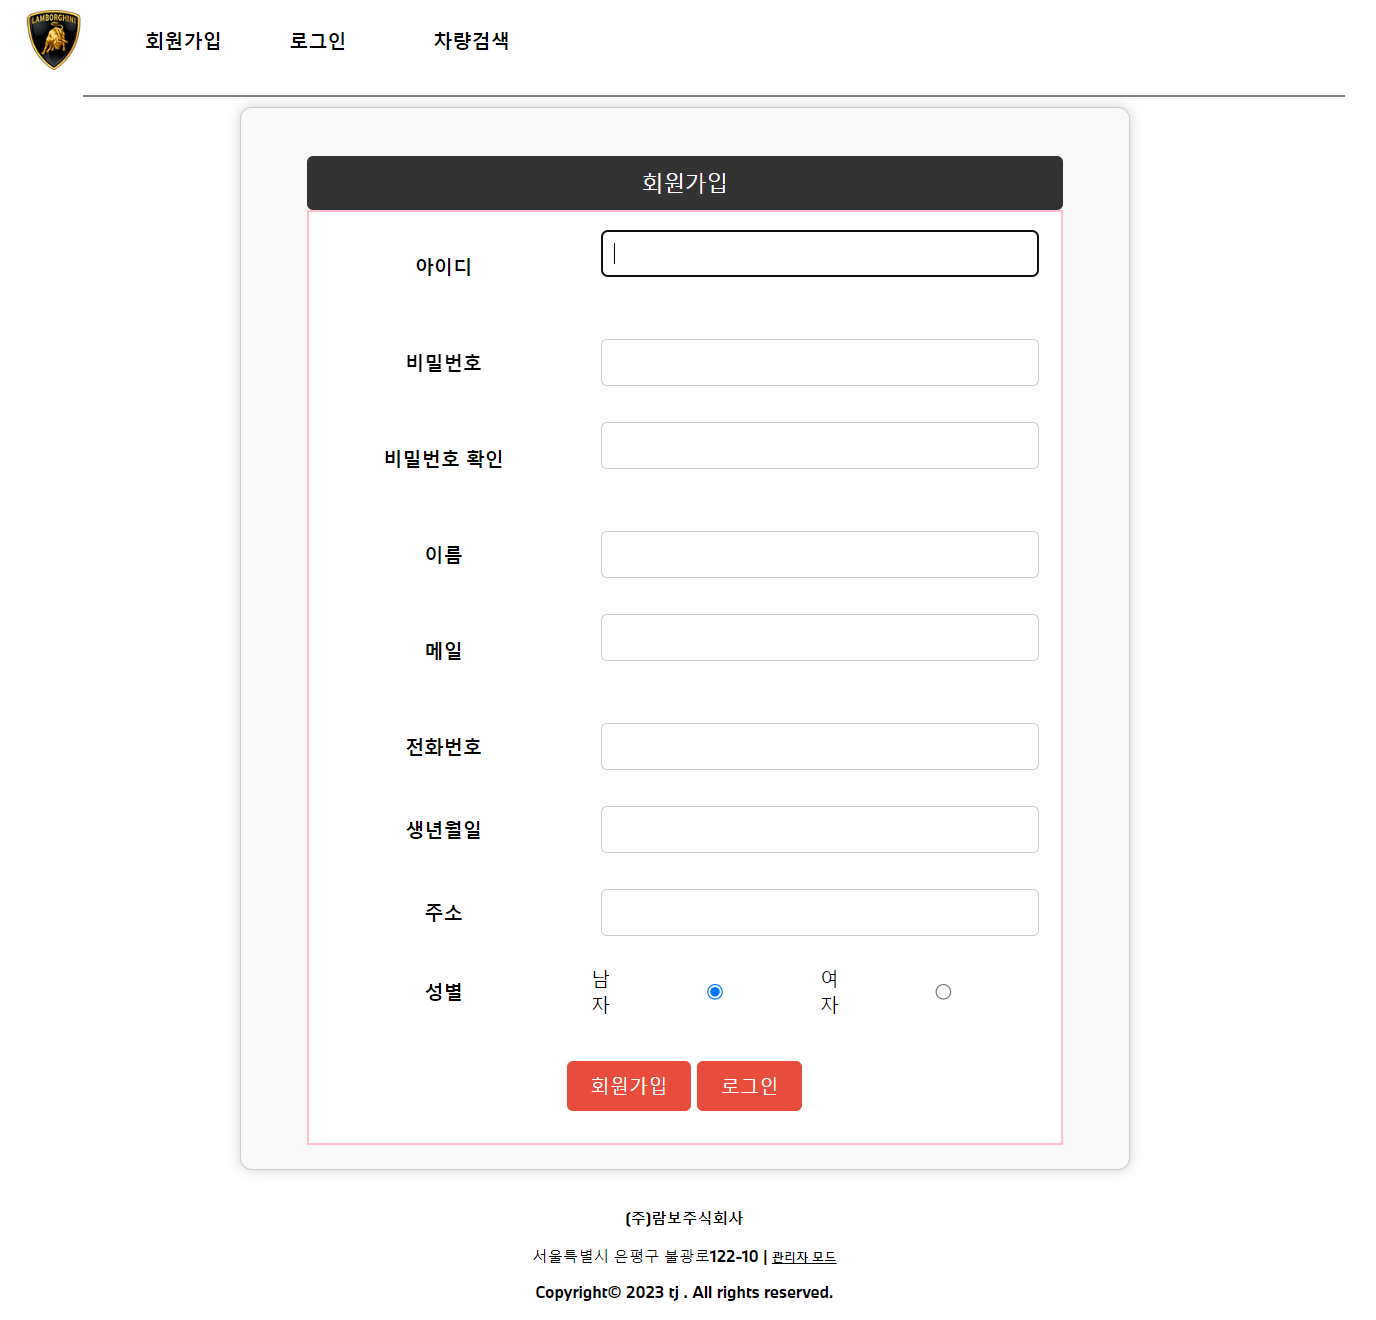 LAMBORGHINI
회원가입 로그인 차량검색
회원가입
아이디
비밀번호
비밀번호 확인
이름
메일
전화번호
생년월일
주소
성별 남자 여자
회원가입 로그인
(주)람보주식회사
서울특별시 은평구 불광로122-10 | 관리자 모드
Copyright© 2023 tj . All rights reserved.